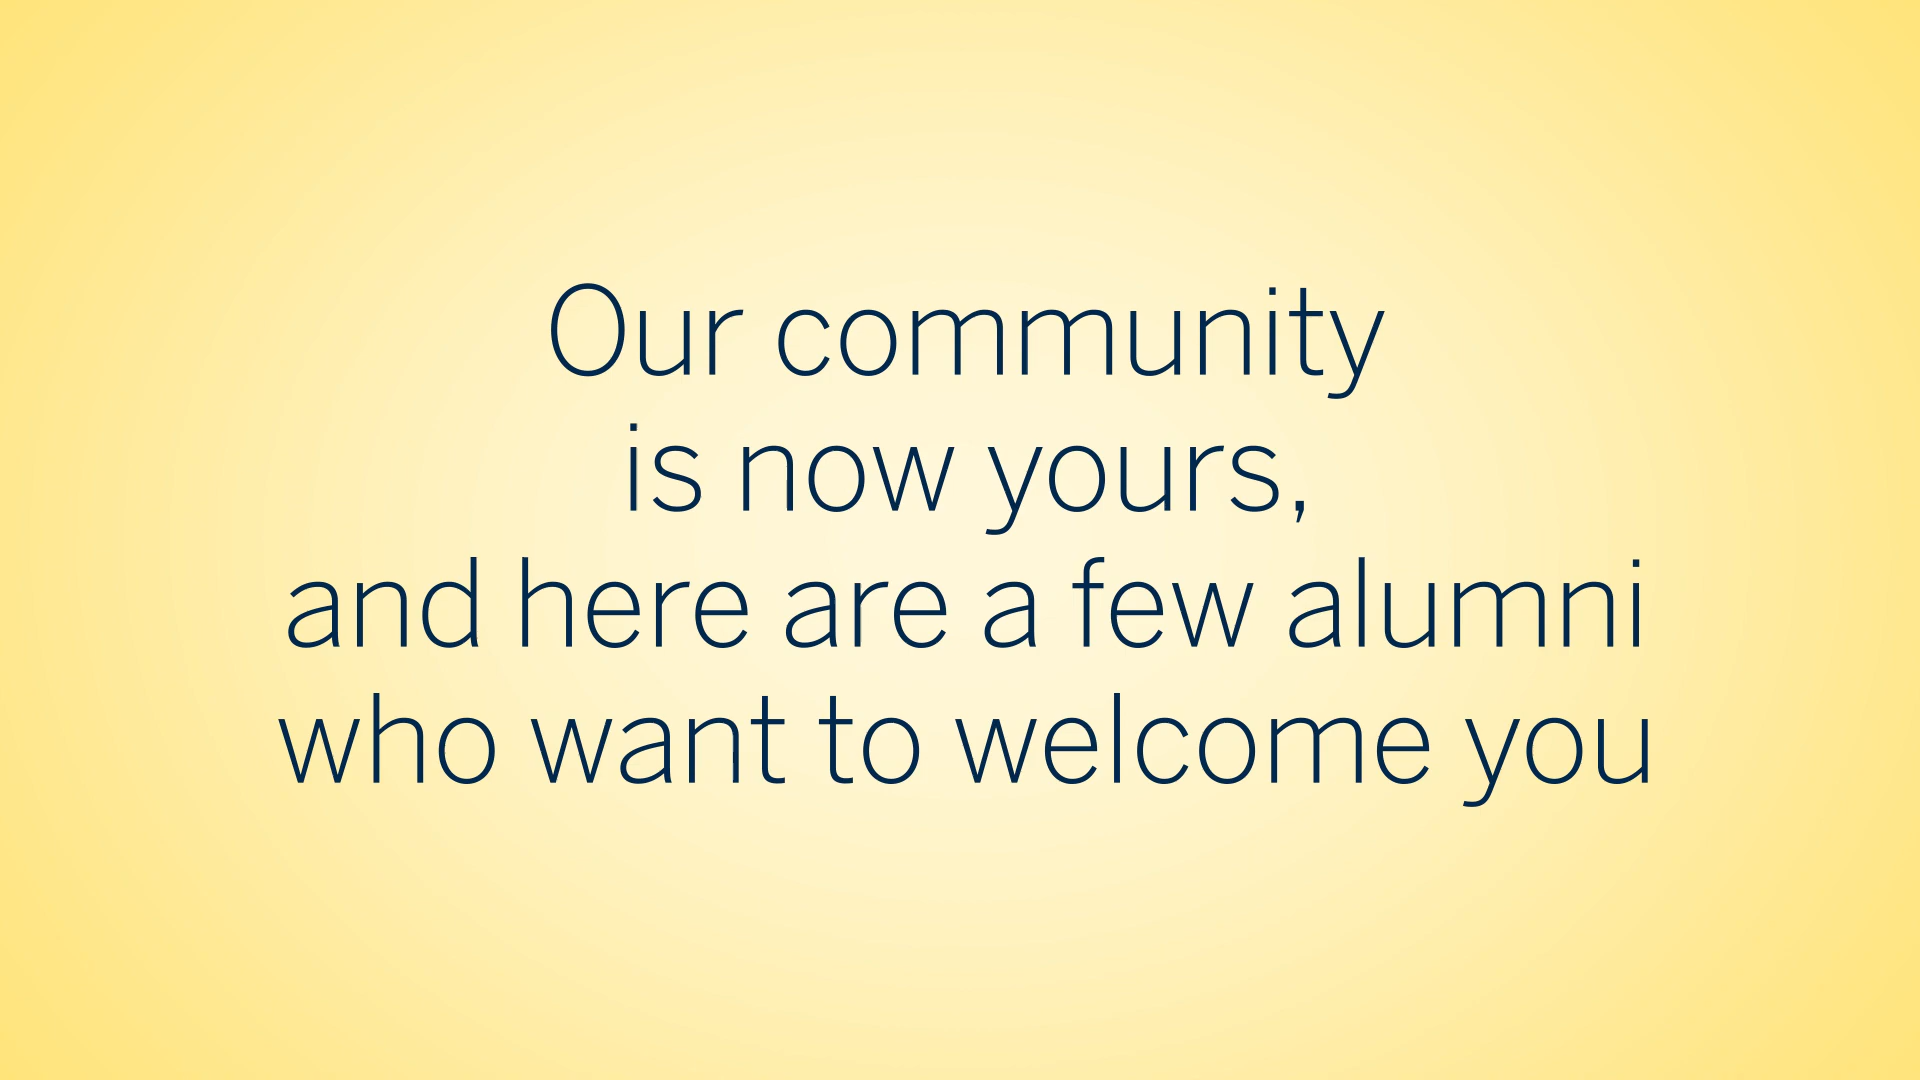 Our community
is now yours,
and here are a few alumni
who want to welcome you